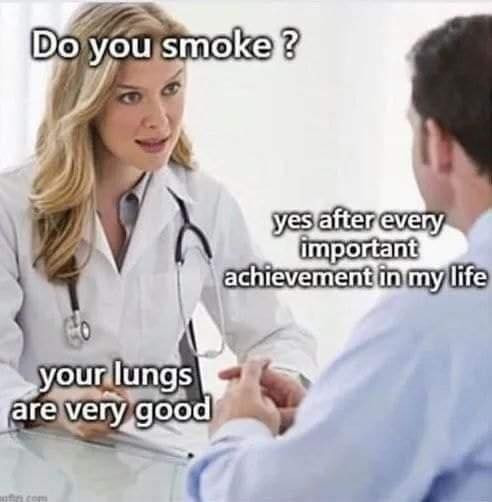 Do you smoke ?
yes after every
important
achievement in my life
your lungs
are very good